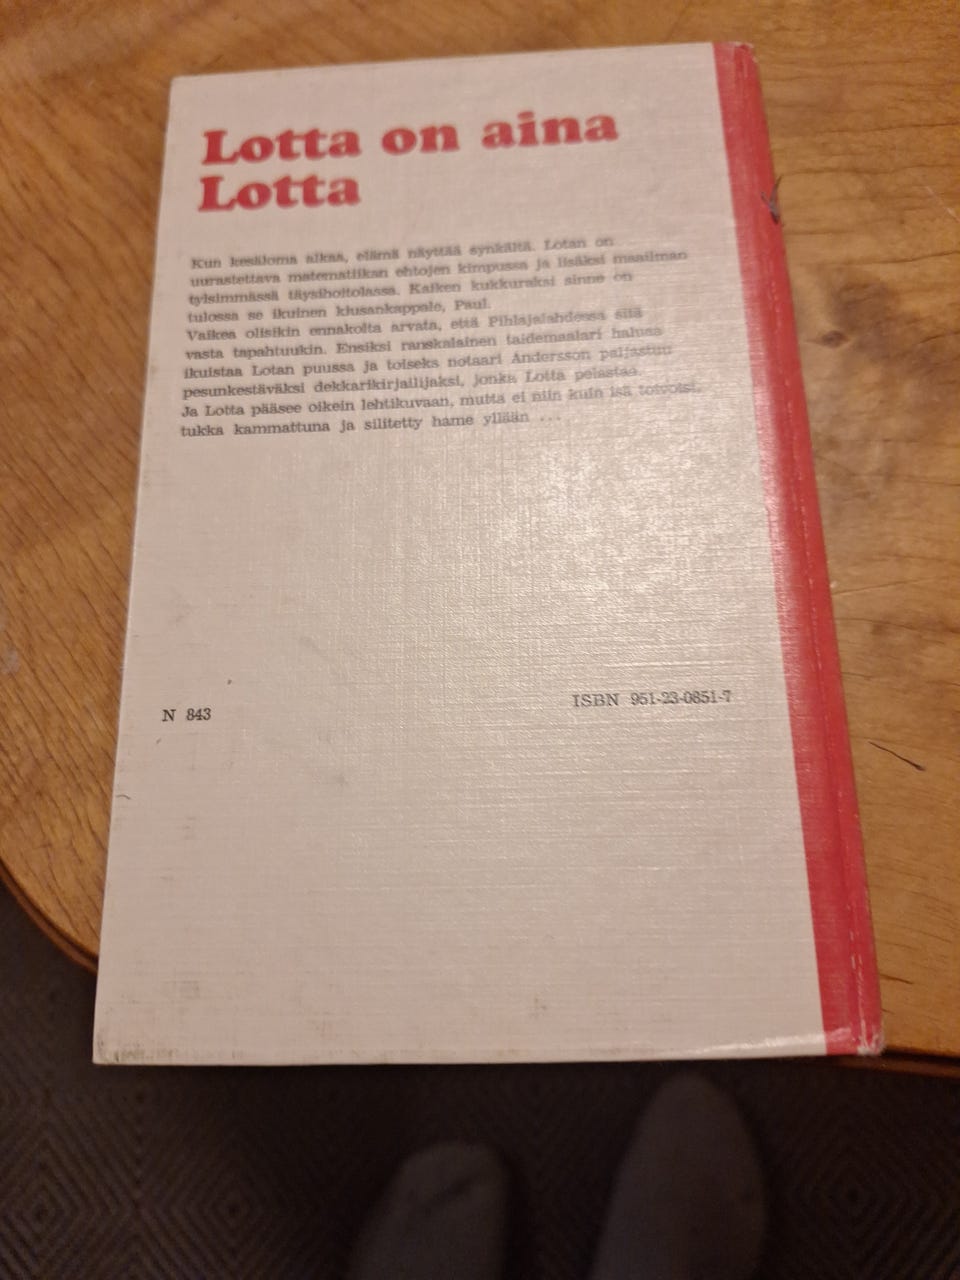 Lotta on aina
Lotta
Kun kesäloma alkaa, elämä näyttää synkältä. Lotan on
uurastettava matematiikan ehtojen kimpussa ja lisäksi maailman
tylsimmässä täysihoitolassa. Kaiken kukkuraksi sinne on
tulossa se ikuinen kiusankappale, Paul.
Vaikea olisikin ennakolta arvata, että Pihlajalahdessa sitä
vasta tapahtuukin. Ensiksi ranskalainen taidemaalari haluaa
ikuistaa Lotan puussa ja toiseks notaari Andersson paljastuu
pesunkestäväksi dekkarikirjailijaksi, jonka Lotta pelastaa.
Ja Lotta pääsee oikein lehtikuvaan, mutta ei niin kuin isä toivoisi,
tukka kammattuna ja silitetty hame yllään ...
N 843
ISBN 951-23-0851-7